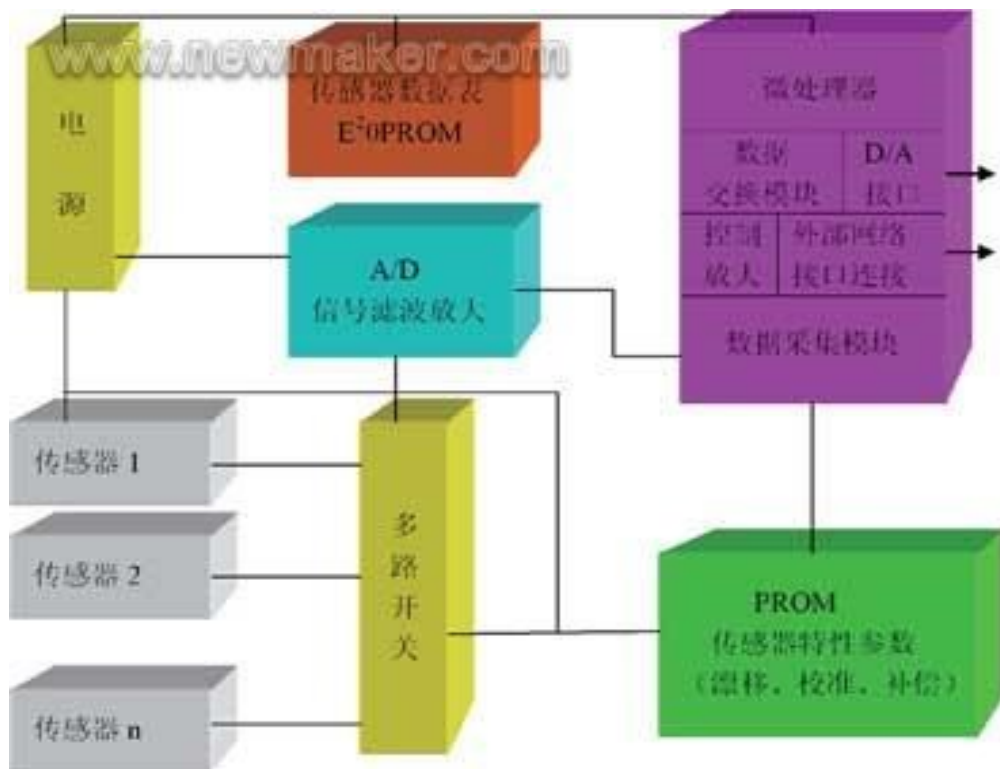 www.newmaker.com
电
源
传感器数据表
E²0PROM
微处理器
数据
交换模块
D/A
接口
控制
放大
外部网络
接口连接
数据采集模块
A/D
信号滤波放大
传感器 1
传感器 2
传感器 n
多
路
开
关
PROM
传感器特性参数
（漂移、校准、补偿）